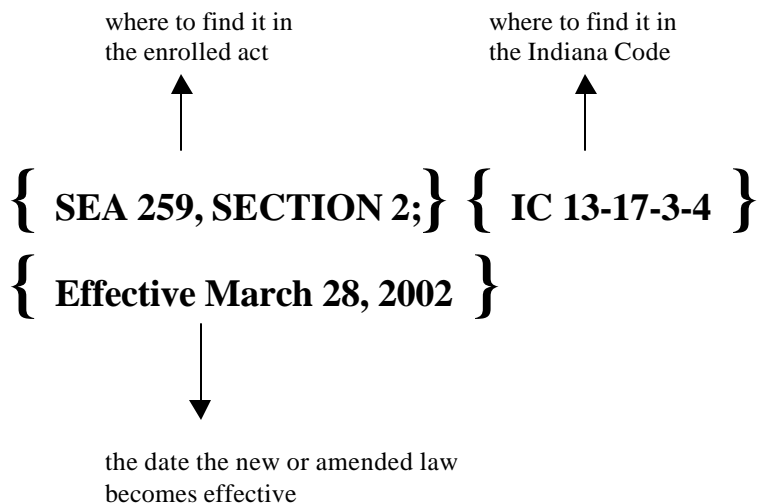 where to find it in
the enrolled act
where to find it in
the Indiana Code
{ SEA 259, SECTION 2;} { IC 13-17-3-4 }
{ Effective March 28, 2002 }
the date the new or amended law
becomes effective